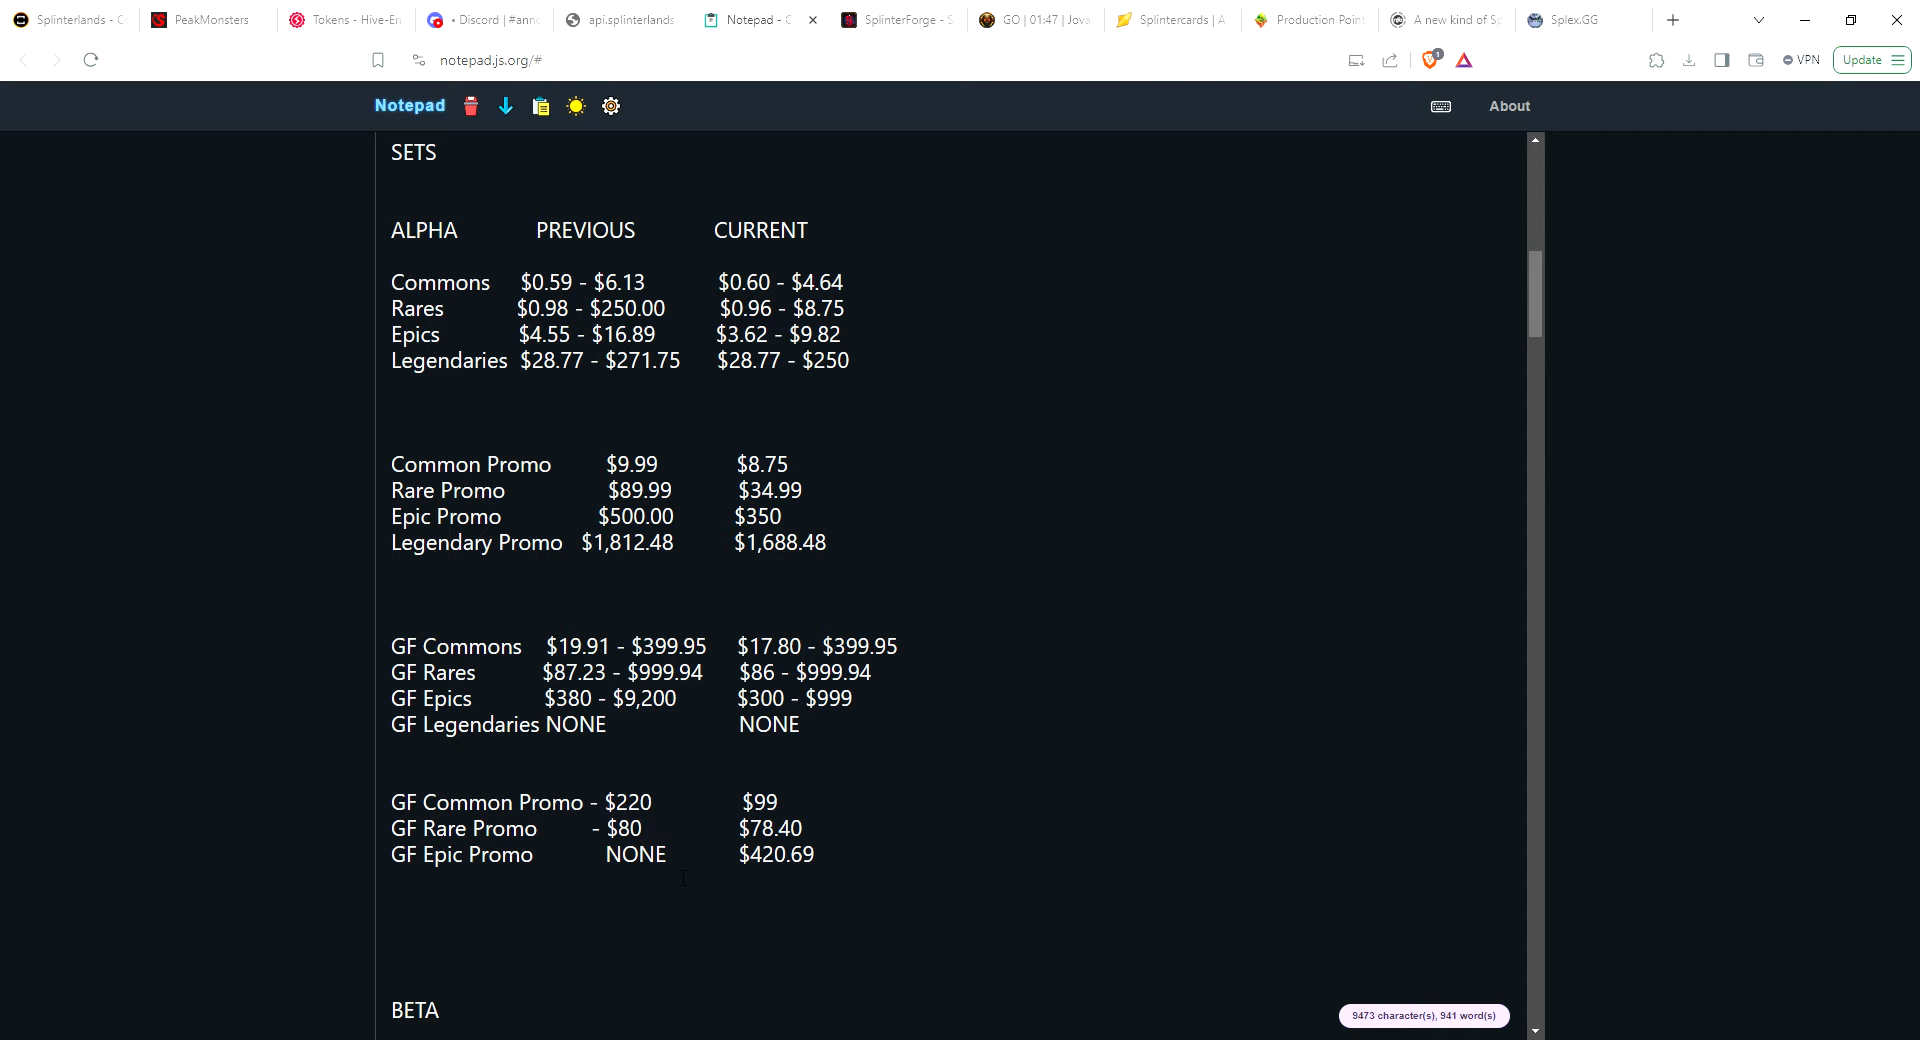 Splinterlands - C
PeakMonsters
Tokens - Hive-En
• Discord | #anno
api.splinterlands
Notepad - C
SplinterForge - S
GO | 01:47 | Jova
Splintercards | A
Production Point
A new kind of Sp
Splex.GG
notepad.js.org/#
1
VPN
Update
Notepad
About
SETS
ALPHA PREVIOUS CURRENT
Commons $0.59 - $6.13 $0.60 - $4.64
Rares $0.98 - $250.00 $0.96 - $8.75
Epics $4.55 - $16.89 $3.62 - $9.82
Legendaries $28.77 - $271.75 $28.77 - $250
Common Promo $9.99 $8.75
Rare Promo $89.99 $34.99
Epic Promo $500.00 $350
Legendary Promo $1,812.48 $1,688.48
GF Commons $19.91 - $399.95 $17.80 - $399.95
GF Rares $87.23 - $999.94 $86 - $999.94
GF Epics $380 - $9,200 $300 - $999
GF Legendaries NONE NONE
GF Common Promo - $220 $99
GF Rare Promo - $80 $78.40
GF Epic Promo NONE $420.69
BETA
9473 character(s), 941 word(s)